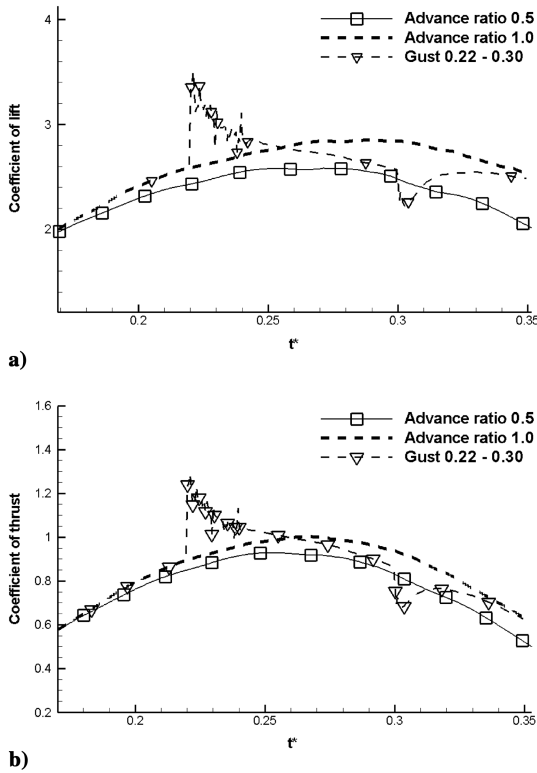 Advance ratio 0.5
Advance ratio 1.0
Gust 0.22 - 0.30
4
3
2
Coefficient of lift
0.2
0.25
0.3
0.35
t*
a)
Advance ratio 0.5
Advance ratio 1.0
Gust 0.22 - 0.30
1.6
1.4
1.2
1
0.8
0.6
0.4
0.2
Coefficient of thrust
0.2
0.25
0.3
0.35
t*
b)